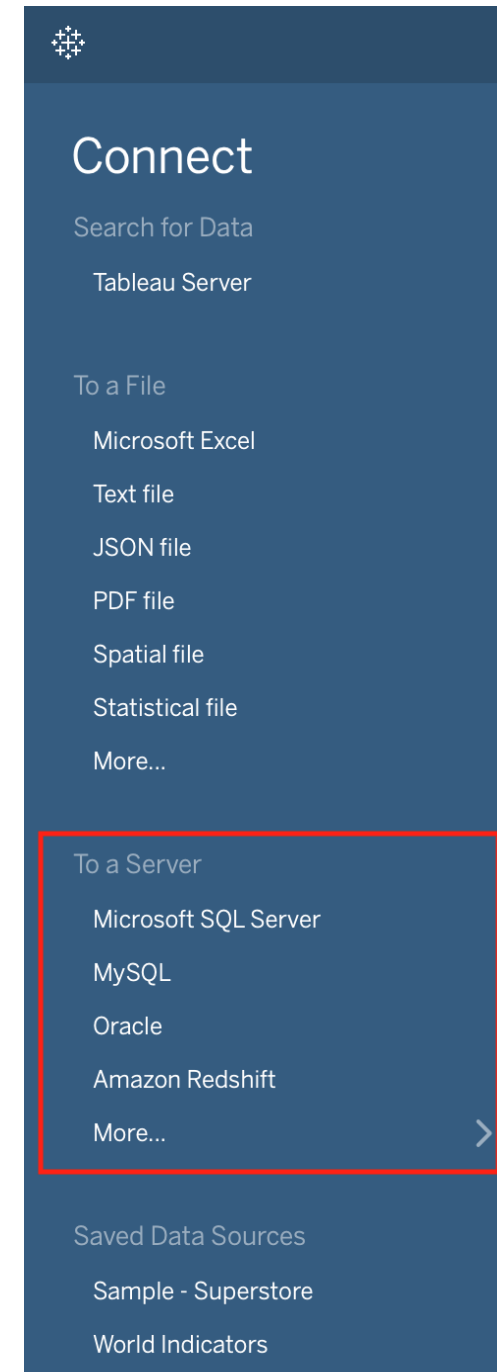 Connect
Search for Data
Tableau Server
To a File
Microsoft Excel
Text file
JSON file
PDF file
Spatial file
Statistical file
More...
To a Server
Microsoft SQL Server
MySQL
Oracle
Amazon Redshift
More...
Saved Data Sources
Sample - Superstore
World Indicators